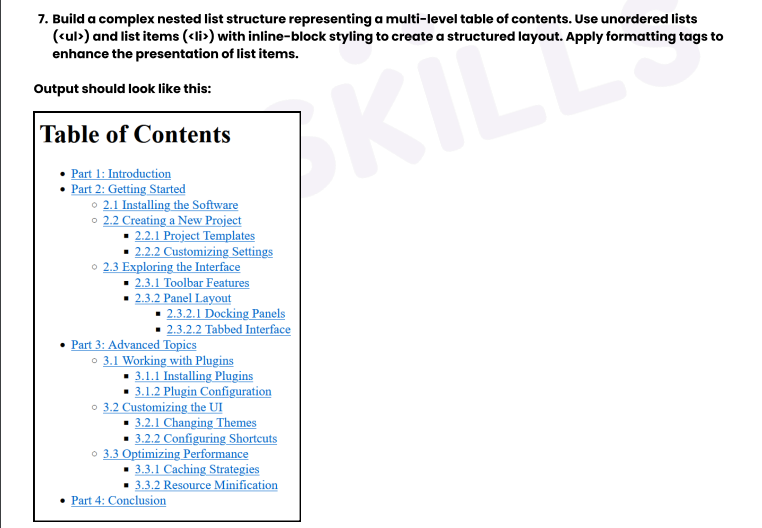 7. Build a complex nested list structure representing a multi-level table of contents. Use unordered lists
(<ul>) and list items (<li>) with inline-block styling to create a structured layout. Apply formatting tags to
enhance the presentation of list items.
Output should look like this:
Table of Contents
• Part 1: Introduction
• Part 2: Getting Started
○ 2.1 Installing the Software
○ 2.2 Creating a New Project
▪ 2.2.1 Project Templates
▪ 2.2.2 Customizing Settings
○ 2.3 Exploring the Interface
▪ 2.3.1 Toolbar Features
▪ 2.3.2 Panel Layout
▪ 2.3.2.1 Docking Panels
▪ 2.3.2.2 Tabbed Interface
• Part 3: Advanced Topics
○ 3.1 Working with Plugins
▪ 3.1.1 Installing Plugins
▪ 3.1.2 Plugin Configuration
○ 3.2 Customizing the UI
▪ 3.2.1 Changing Themes
▪ 3.2.2 Configuring Shortcuts
○ 3.3 Optimizing Performance
▪ 3.3.1 Caching Strategies
▪ 3.3.2 Resource Minification
• Part 4: Conclusion
SKILLS